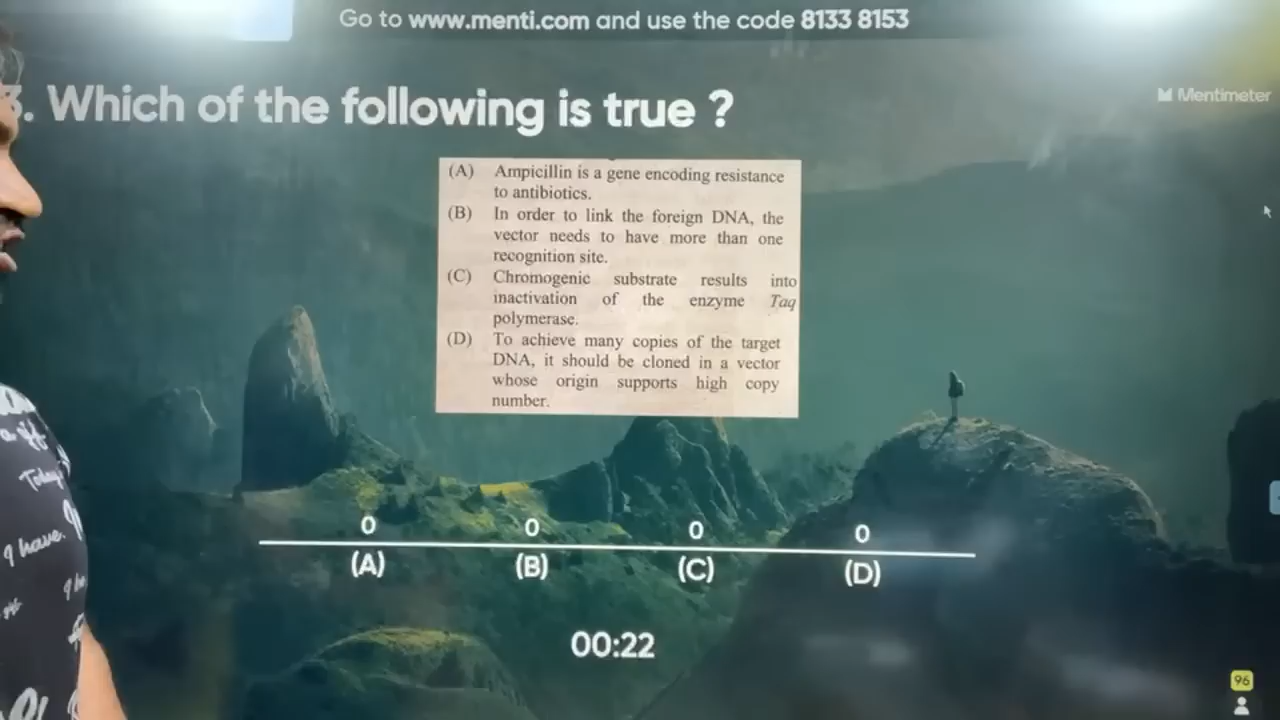 Go to www.menti.com and use the code 8133 8153
. Which of the following is true ?
Mentimeter
(A) Ampicillin is a gene encoding resistance
to antibiotics.
(B) In order to link the foreign DNA, the
vector needs to have more than one
recognition site.
(C) Chromogenic substrate results into
inactivation of the enzyme Taq
polymerase.
(D) To achieve many copies of the target
DNA, it should be cloned in a vector
whose origin supports high copy
number.
0 0 0 0
(A) (B) (C) (D)
00:22
96
Today
I have.